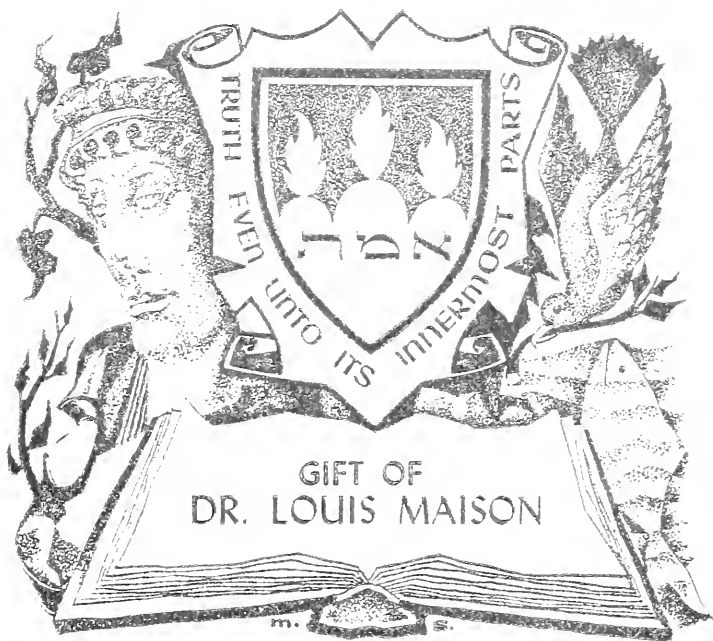 TRUTH EVEN UNTO ITS INNERMOST PARTS
אמת
GIFT OF
DR. LOUIS MAISON
m. s.